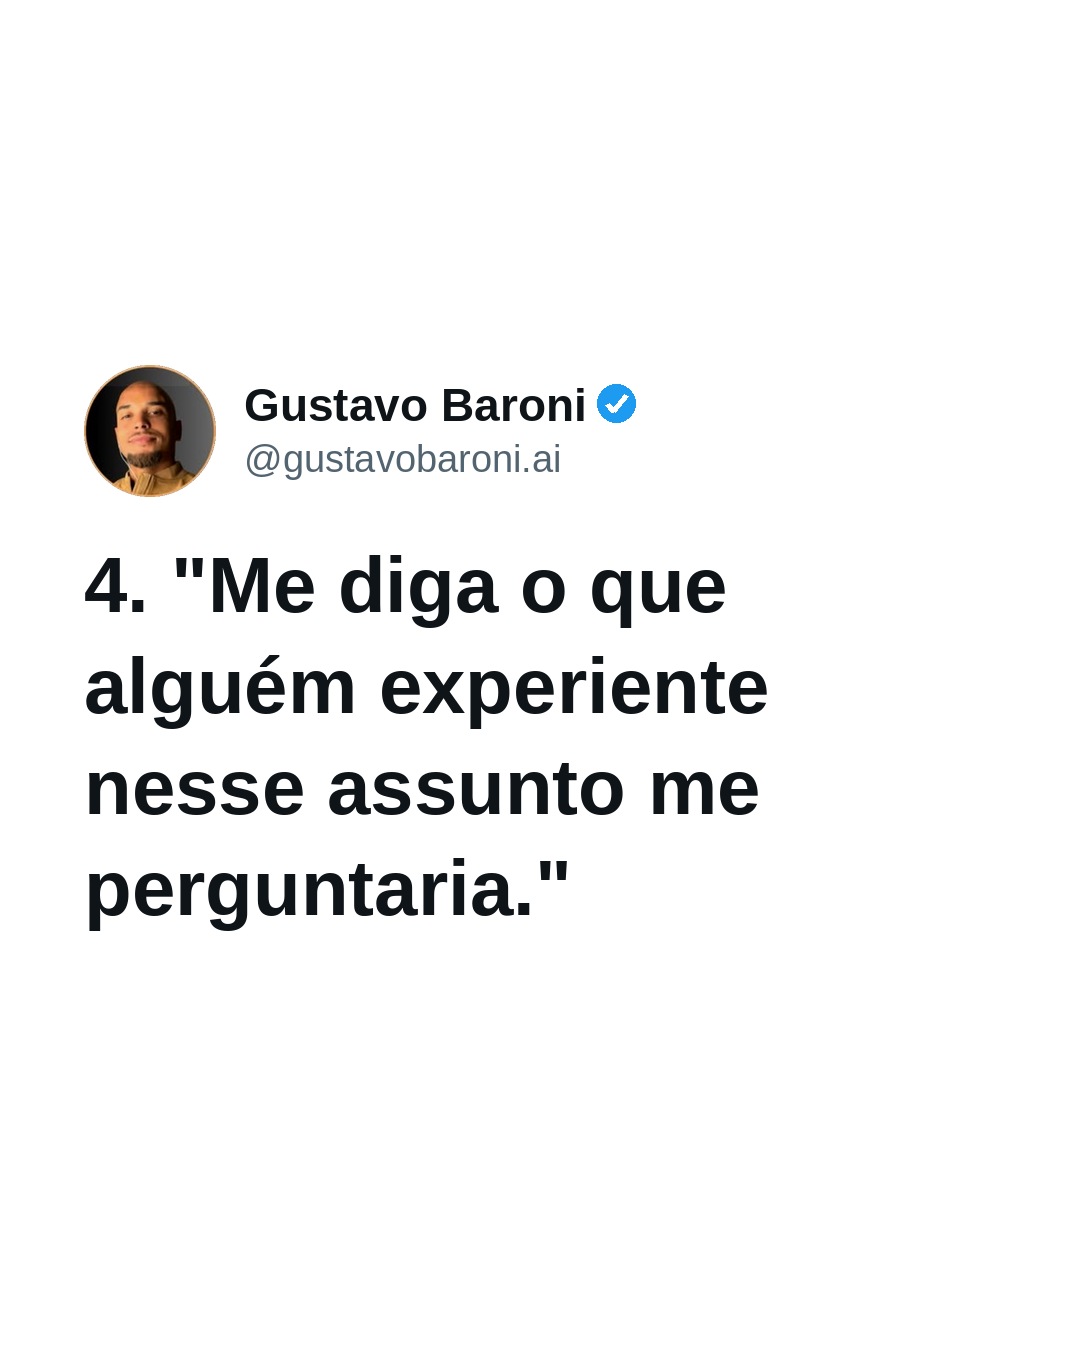 Gustavo Baroni
@gustavobaroni.ai
4. "Me diga o que
alguém experiente
nesse assunto me
perguntaria."